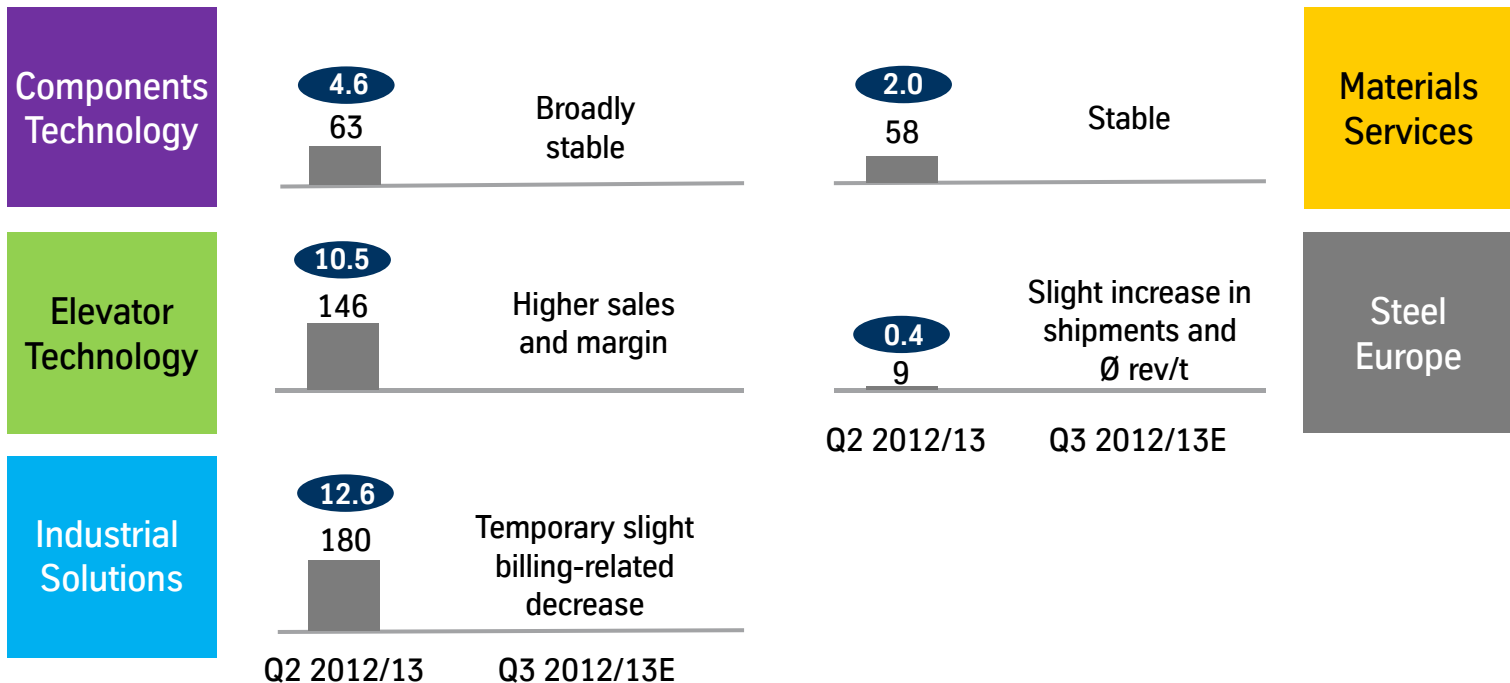 Components
Technology
4.6
63
Broadly
stable
2.0
58
Stable
Materials
Services
Elevator
Technology
10.5
146
Higher sales
and margin
0.4
9
Slight increase in
shipments and
Ø rev/t
Steel
Europe
Q2 2012/13
Q3 2012/13E
Industrial
Solutions
12.6
180
Temporary slight
billing-related
decrease
Q2 2012/13
Q3 2012/13E